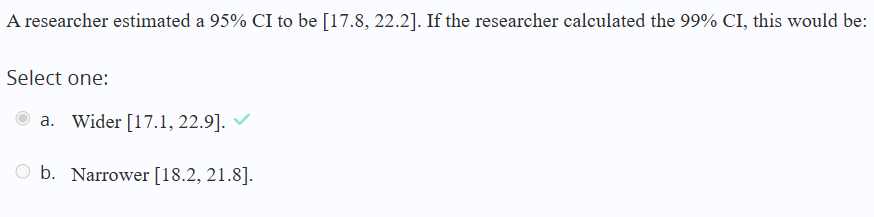 A researcher estimated a 95% CI to be [17.8, 22.2]. If the researcher calculated the 99% CI, this would be:
Select one:
a. Wider [17.1, 22.9].
b. Narrower [18.2, 21.8].